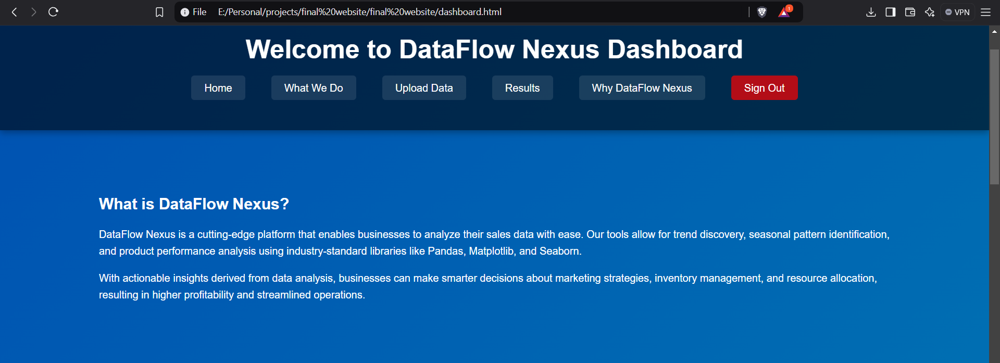 File E:/Personal/projects/final%20website/final%20website/dashboard.html
1
VPN
Welcome to DataFlow Nexus Dashboard
Home What We Do Upload Data Results Why DataFlow Nexus Sign Out
What is DataFlow Nexus?
DataFlow Nexus is a cutting-edge platform that enables businesses to analyze their sales data with ease. Our tools allow for trend discovery, seasonal pattern identification,
and product performance analysis using industry-standard libraries like Pandas, Matplotlib, and Seaborn.
With actionable insights derived from data analysis, businesses can make smarter decisions about marketing strategies, inventory management, and resource allocation,
resulting in higher profitability and streamlined operations.